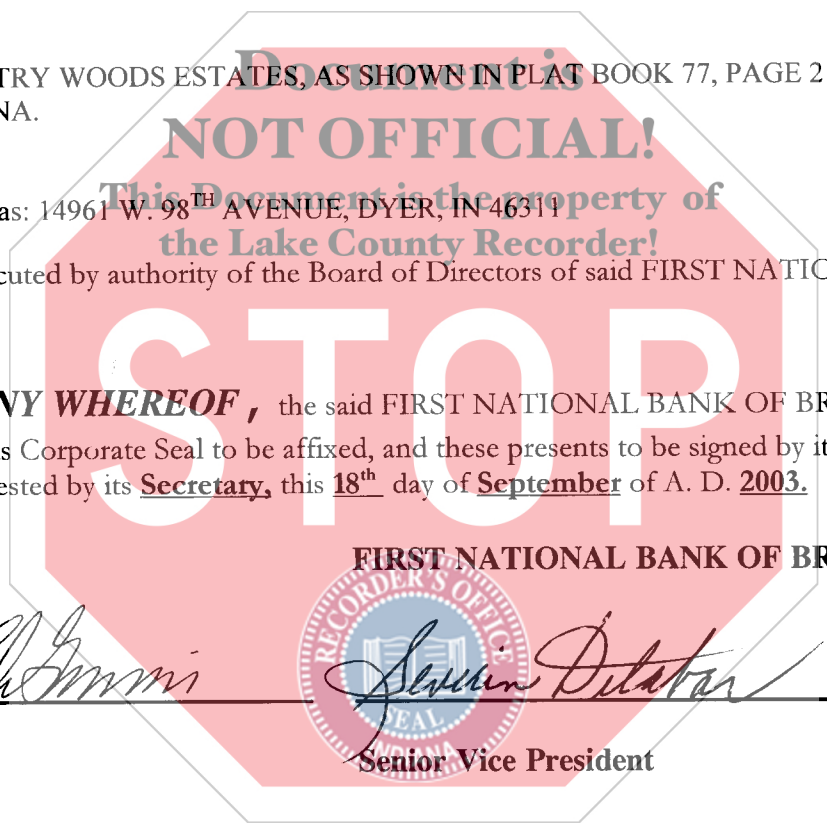 TRY WOODS ESTATES, AS SHOWN IN PLAT BOOK 77, PAGE 2
NA.
Document is
NOT OFFICIAL!
This Document is the property of
the Lake County Recorder!
as: 14961 W. 98TH AVENUE, DYER, IN 46311
cuted by authority of the Board of Directors of said FIRST NATIO
STOP
NY WHEREOF, the said FIRST NATIONAL BANK OF BR
s Corporate Seal to be affixed, and these presents to be signed by it
ested by its Secretary, this 18th day of September of A. D. 2003.
FIRST NATIONAL BANK OF BR
RECORDER'S OFFICE
SEAL
INDIANA
Severin
Senior Vice President